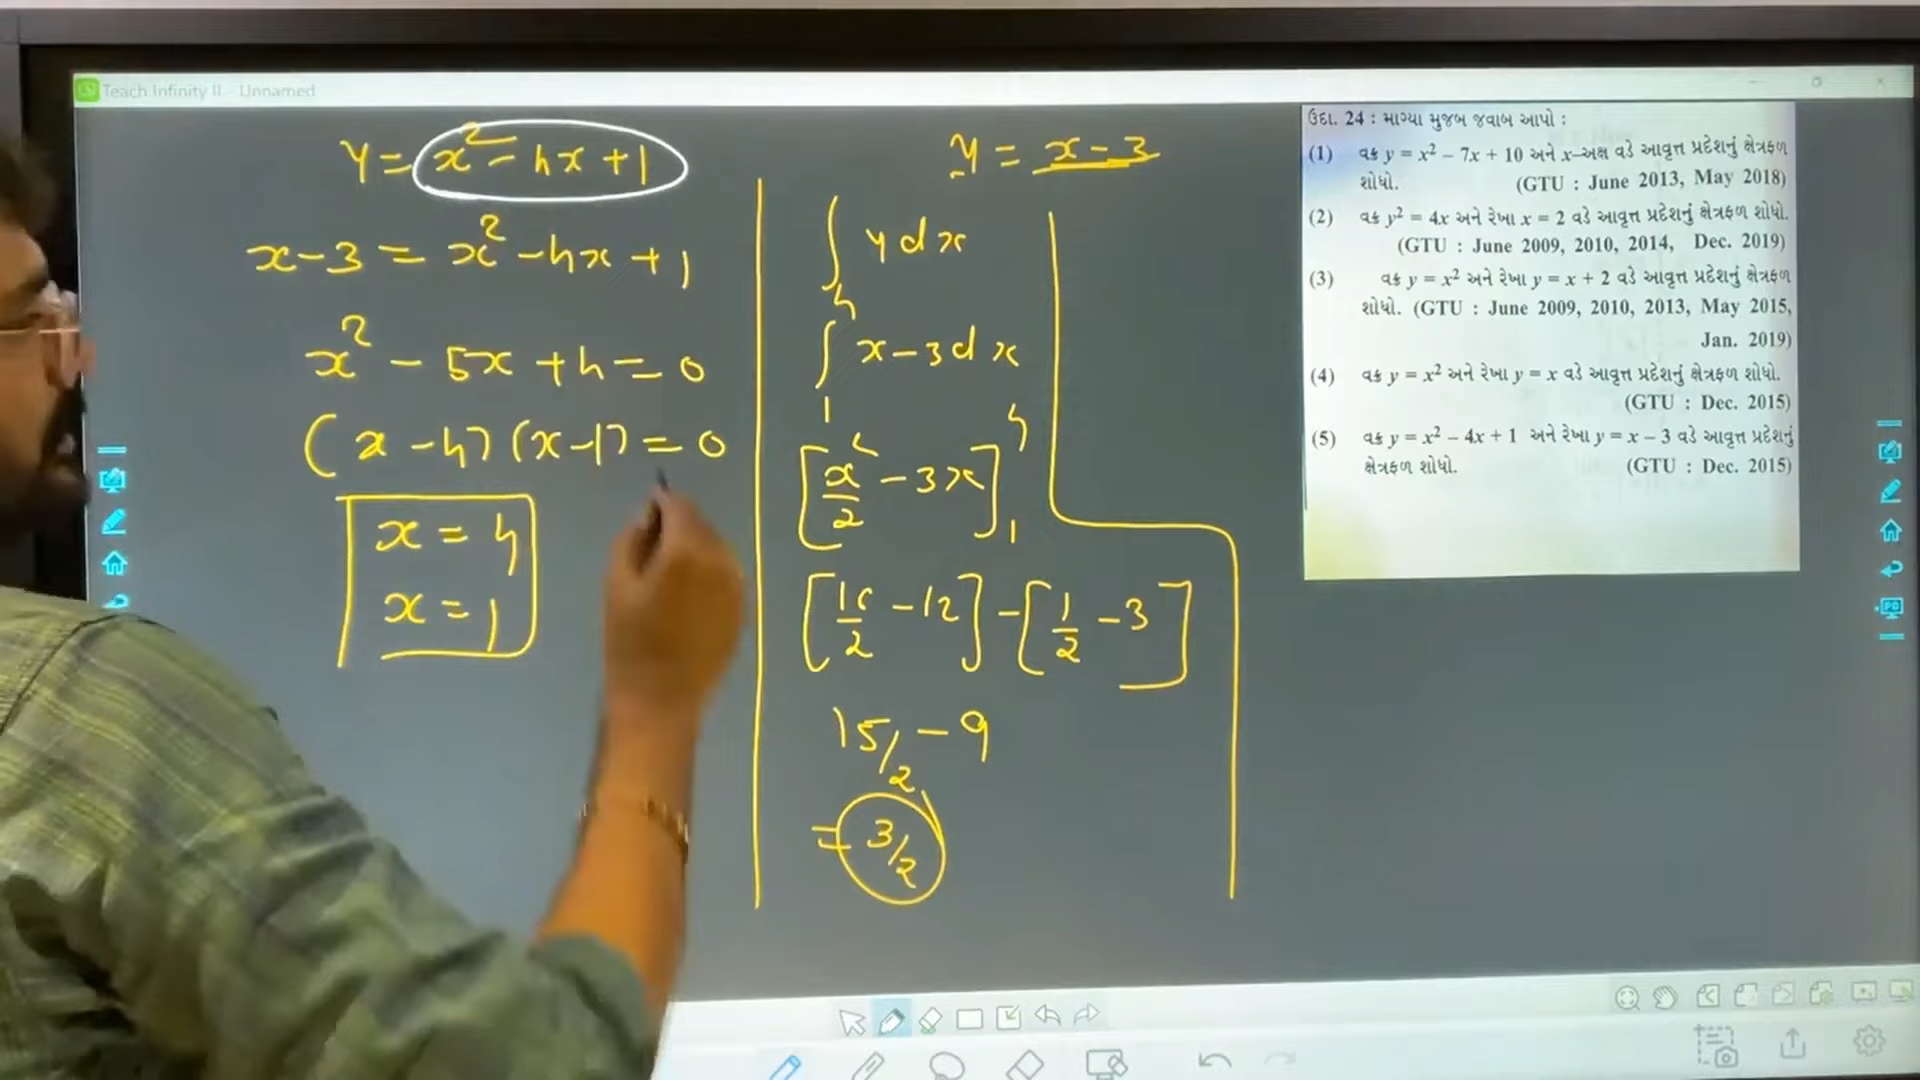 Teach Infinity II - Unnamed
y = x² - 4x + 1
x - 3 = x² - 4x + 1
x² - 5x + 4 = 0
(x - 4) (x - 1) = 0
x = 4
x = 1
y = x - 3
∫ y dx
∫₁⁴ x - 3 dx
[x²/2 - 3x]₁⁴
[16/2 - 12] - [1/2 - 3]
15/2 - 9
= 3/2
ઉદા. 24 : માગ્યા મુજબ જવાબ આપો :
(1) વક્ર y = x² – 7x + 10 અને x–અક્ષ વડે આવૃત્ત પ્રદેશનું ક્ષેત્રફળ
શોધો. (GTU : June 2013, May 2018)
(2) વક્ર y² = 4x અને રેખા x = 2 વડે આવૃત્ત પ્રદેશનું ક્ષેત્રફળ શોધો.
(GTU : June 2009, 2010, 2014, Dec. 2019)
(3) વક્ર y = x² અને રેખા y = x + 2 વડે આવૃત્ત પ્રદેશનું ક્ષેત્રફળ
શોધો. (GTU : June 2009, 2010, 2013, May 2015,
Jan. 2019)
(4) વક્ર y = x² અને રેખા y = x વડે આવૃત્ત પ્રદેશનું ક્ષેત્રફળ શોધો.
(GTU : Dec. 2015)
(5) વક્ર y = x² – 4x + 1 અને રેખા y = x – 3 વડે આવૃત્ત પ્રદેશનું
ક્ષેત્રફળ શોધો. (GTU : Dec. 2015)